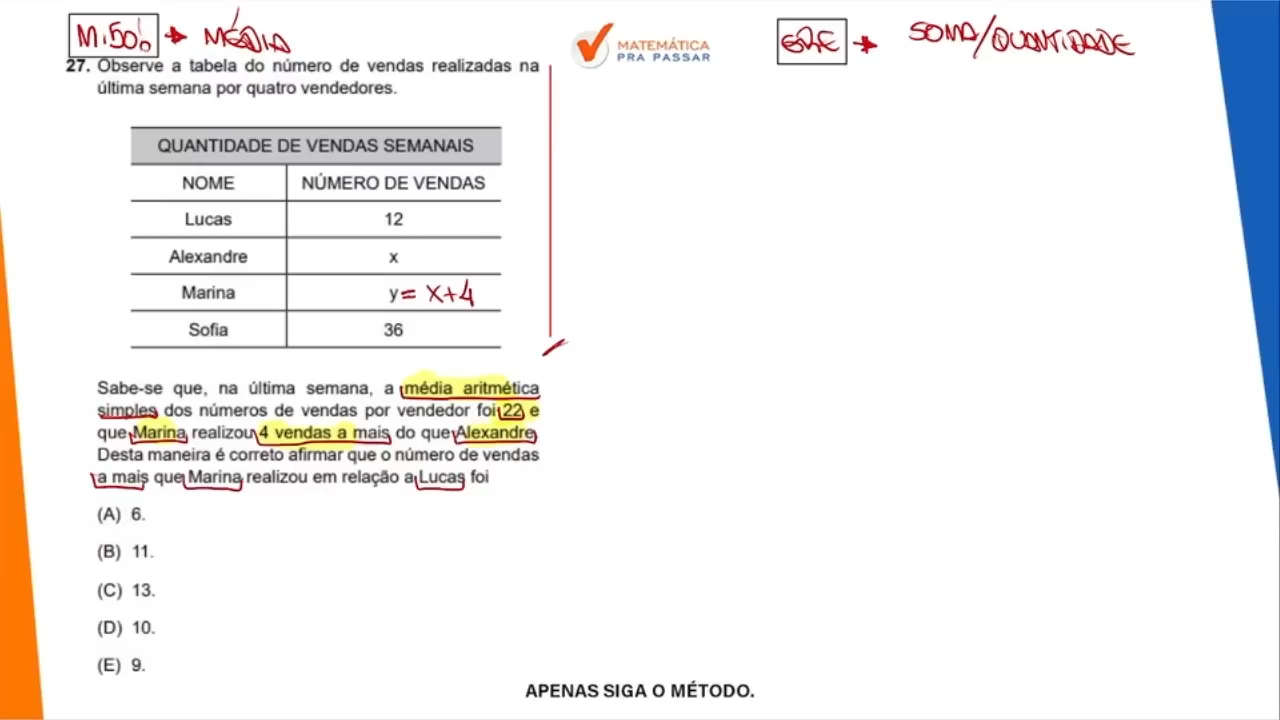 M.50% → MÉDIA
MATEMÁTICA
PRA PASSAR
→ SOMA/QUANTIDADE
27. Observe a tabela do número de vendas realizadas na
última semana por quatro vendedores.
QUANTIDADE DE VENDAS SEMANAIS
NOME NÚMERO DE VENDAS
Lucas 12
Alexandre x
Marina y = x+4
Sofia 36
Sabe-se que, na última semana, a média aritmética
simples dos números de vendas por vendedor foi 22 e
que Marina realizou 4 vendas a mais do que Alexandre
Desta maneira é correto afirmar que o número de vendas
a mais que Marina realizou em relação a Lucas foi
(A) 6.
(B) 11.
(C) 13.
(D) 10.
(E) 9.
APENAS SIGA O MÉTODO.